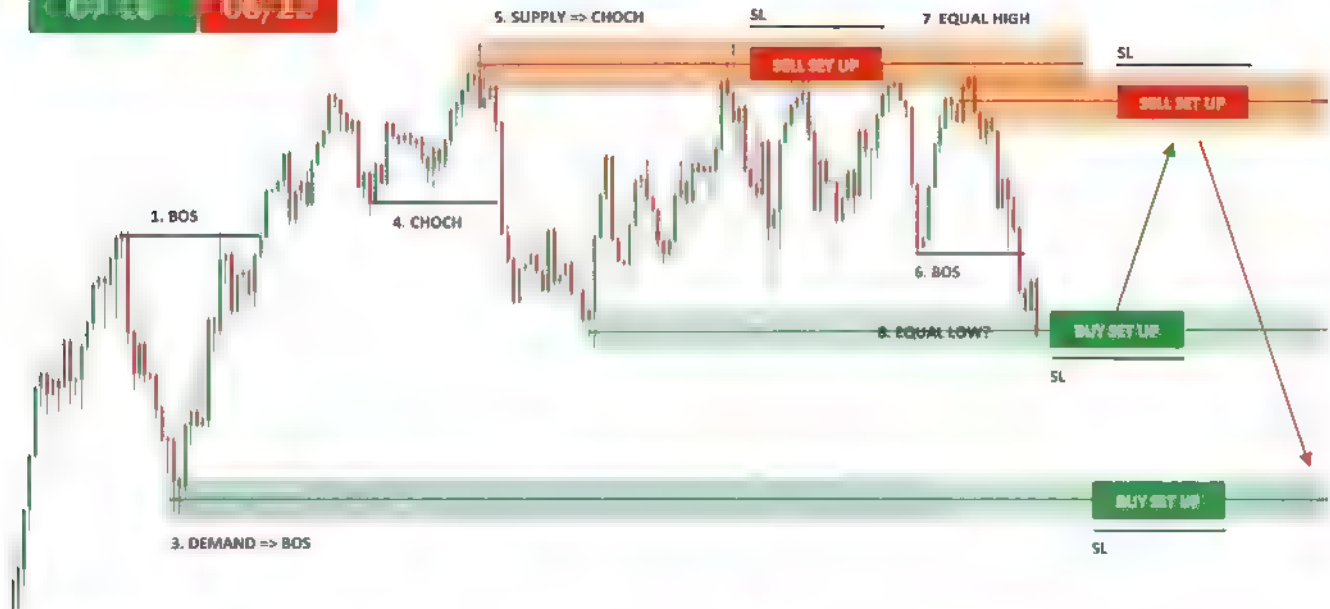 5. SUPPLY => CHOCH
SL
7 EQUAL HIGH
SELL SET UP
SL
SELL SET UP
1. BOS
4. CHOCH
6. BOS
8. EQUAL LOW?
BUY SET UP
SL
BUY SET UP
3. DEMAND => BOS
SL